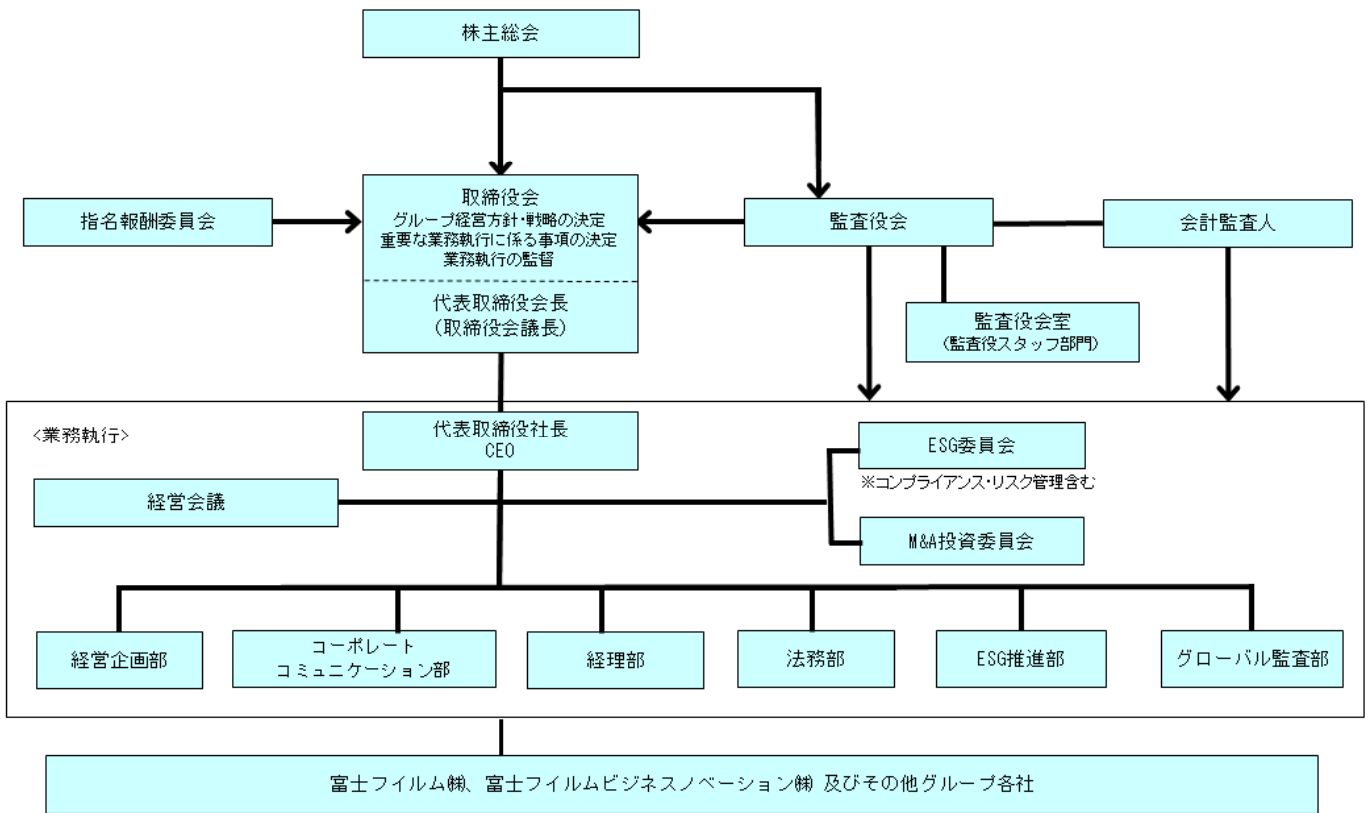 株主総会
指名報酬委員会
取締役会
グループ経営方針・戦略の決定
重要な業務執行に係る事項の決定
業務執行の監督
代表取締役会長
(取締役会議長)
監査役会
会計監査人
監査役会室
(監査役スタッフ部門)
<業務執行>
代表取締役社長
CEO
ESG委員会
※コンプライアンス・リスク管理含む
経営会議
M&A投資委員会
経営企画部
コーポレート
コミュニケーション部
経理部
法務部
ESG推進部
グローバル監査部
富士フイルム㈱、富士フイルムビジネスノベーション㈱ 及びその他グループ各社